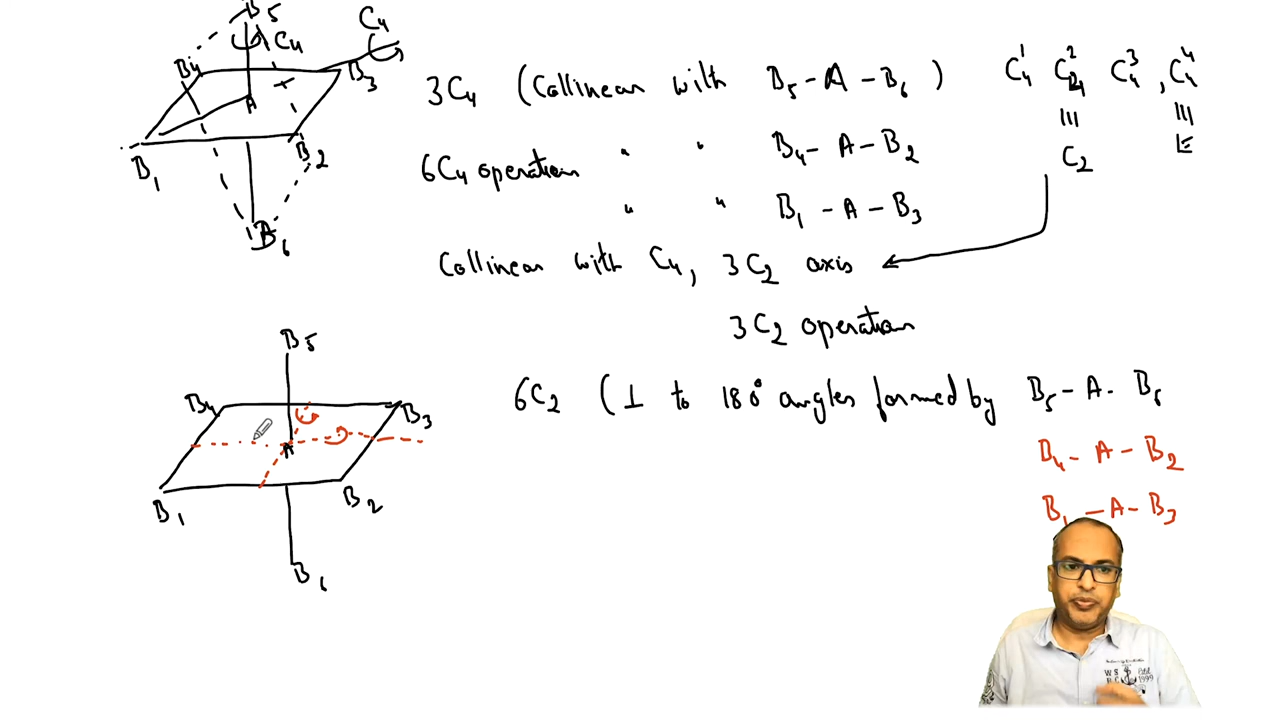 B5
C4
C4
B4
B3
A
B1
B2
B6
3C4 (Collinear with B5 - A - B6 )
C4^1 C4^2 C4^3 , C4^4
≡ ≡
C2 E
6C4 operation " " B4 - A - B2
" " B1 - A - B3
Collinear with C4, 3C2 axis
3C2 operation
B5
B4
B3
A
B1
B2
B6
6C2 (⊥ to 180° angles formed by B5 - A - B6
B4 - A - B2
B1 - A - B3
W S